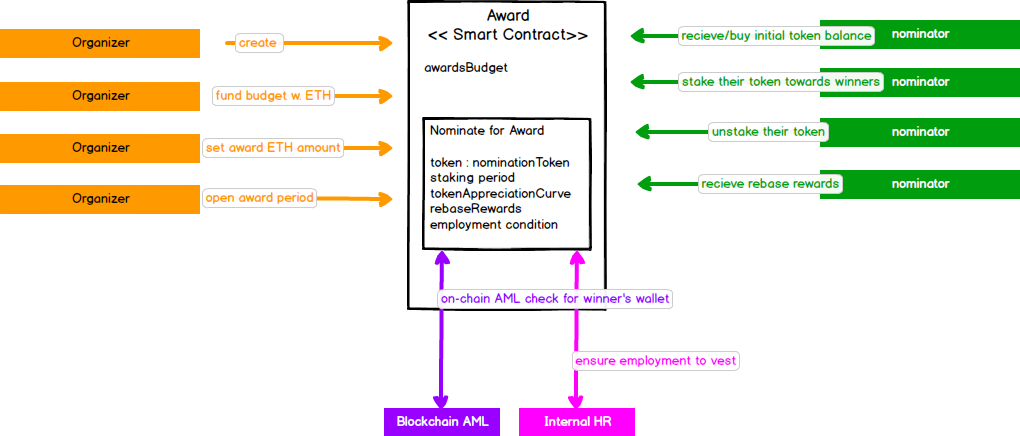 Award
<< Smart Contract>>
awardsBudget
Organizer
create
Organizer
fund budget w. ETH
Organizer
set award ETH amount
Organizer
open award period
Nominate for Award
token : nominationToken
staking period
tokenAppreciationCurve
rebaseRewards
employment condition
recieve/buy initial token balance
nominator
stake their token towards winners
nominator
unstake their token
nominator
recieve rebase rewards
nominator
on-chain AML check for winner's wallet
ensure employment to vest
Blockchain AML
Internal HR